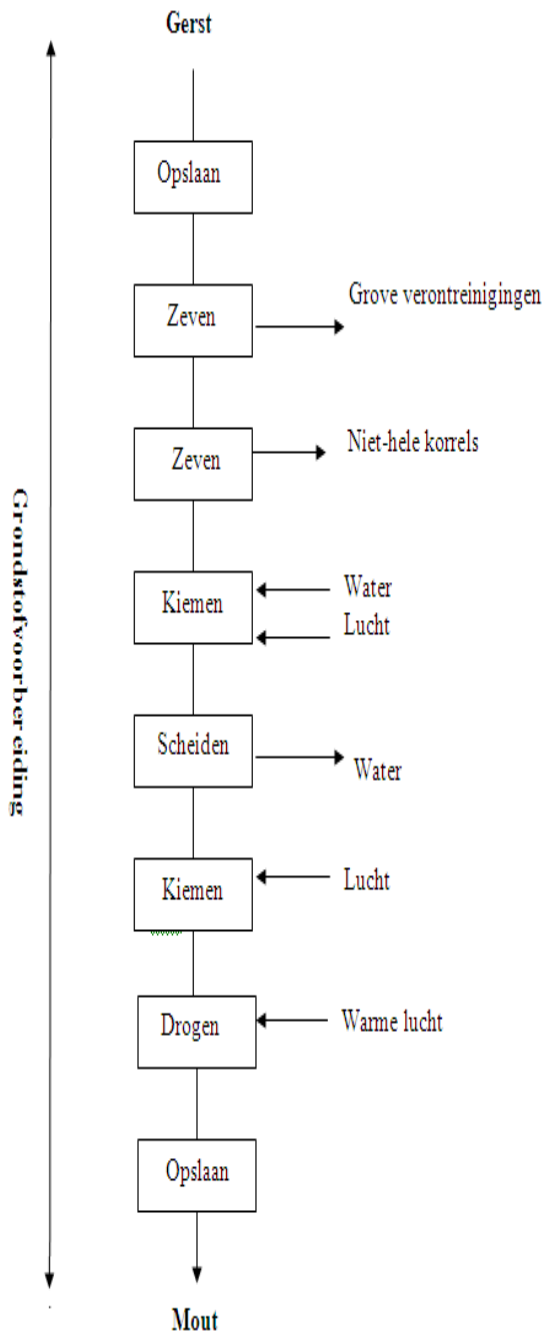 Gerst
Opslaan
Zeven
Grove verontreinigingen
Zeven
Niet-hele korrels
Kiemen
Water
Lucht
Scheiden
Water
Kiemen
Lucht
Drogen
Warme lucht
Opslaan
Mout
Grondstofvoorbereiding